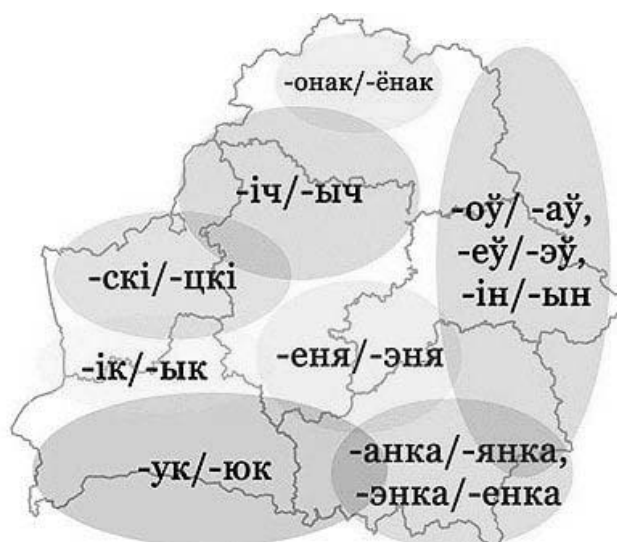 -онак/-ёнак
-іч/-ыч
-оў/ -аў,
-еў/-эў,
-ін/-ын
-скі/-цкі
-ік/-ык
-еня/-эня
-ук/-юк
-анка/-янка,
-энка/-енка